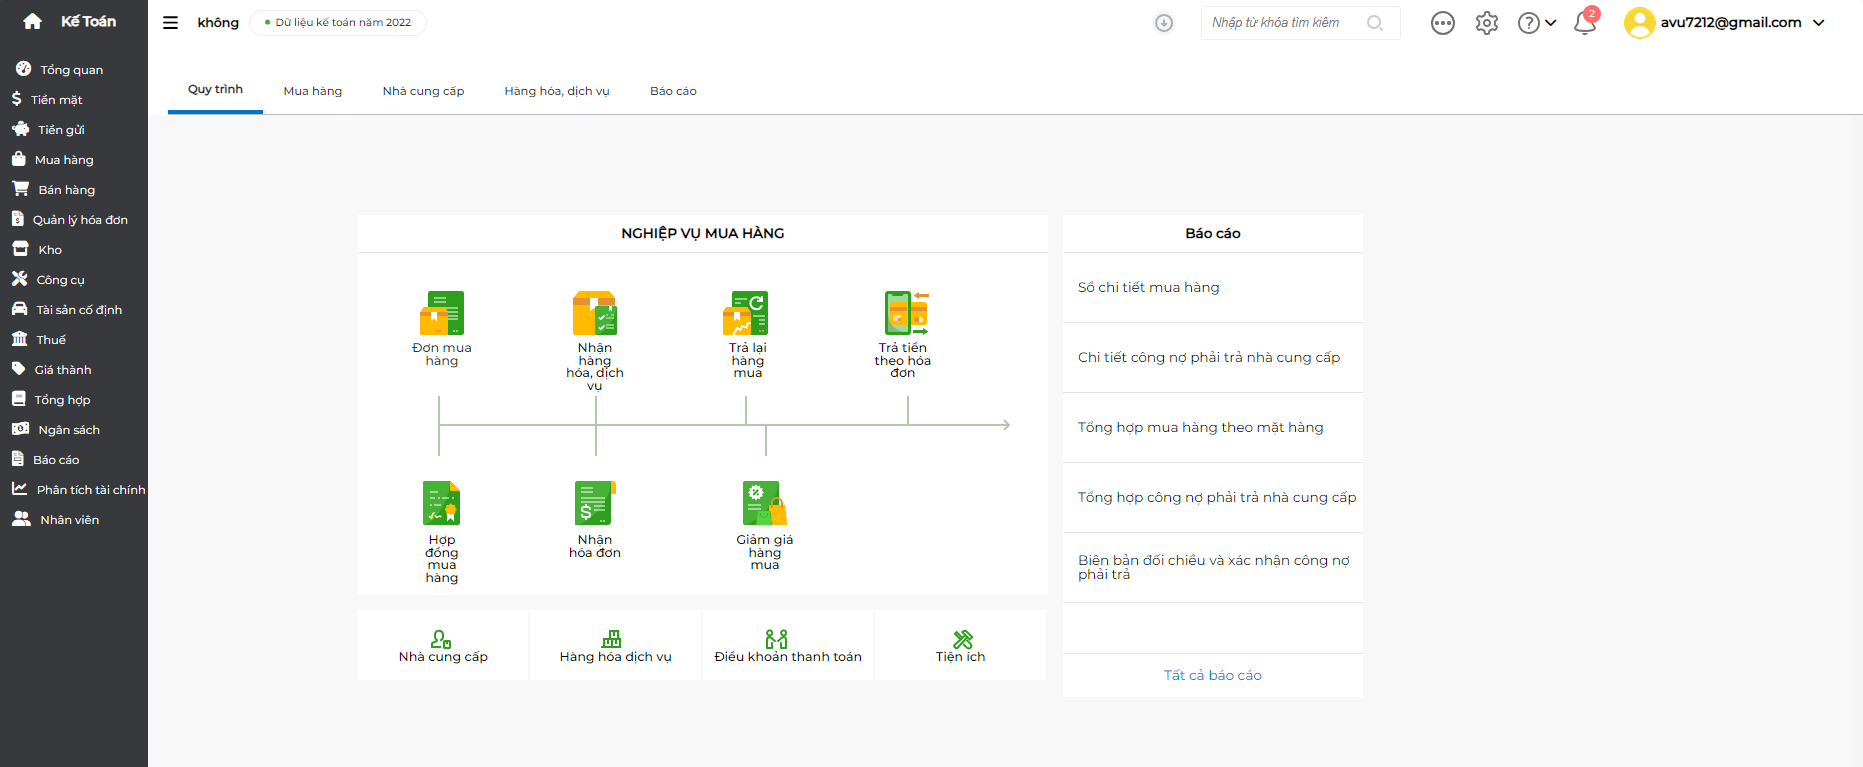 Kế Toán
không
Dữ liệu kế toán năm 2022
Nhập từ khóa tìm kiếm
2
avu7212@gmail.com
Tổng quan
Tiền mặt
Tiền gửi
Mua hàng
Bán hàng
Quản lý hóa đơn
Kho
Công cụ
Tài sản cố định
Thuế
Giá thành
Tổng hợp
Ngân sách
Báo cáo
Phân tích tài chính
Nhân viên
Quy trình
Mua hàng
Nhà cung cấp
Hàng hóa, dịch vụ
Báo cáo
NGHIỆP VỤ MUA HÀNG
Đơn mua
hàng
Nhận
hàng
hóa, dịch
vụ
Trả lại
hàng
mua
Trả tiền
theo hóa
đơn
Hợp
đồng
mua
hàng
Nhận
hóa đơn
Giảm giá
hàng
mua
Nhà cung cấp
Hàng hóa dịch vụ
Điều khoản thanh toán
Tiện ích
Báo cáo
Sổ chi tiết mua hàng
Chi tiết công nợ phải trả nhà cung cấp
Tổng hợp mua hàng theo mặt hàng
Tổng hợp công nợ phải trả nhà cung cấp
Biên bản đối chiếu và xác nhận công nợ
phải trả
Tất cả báo cáo